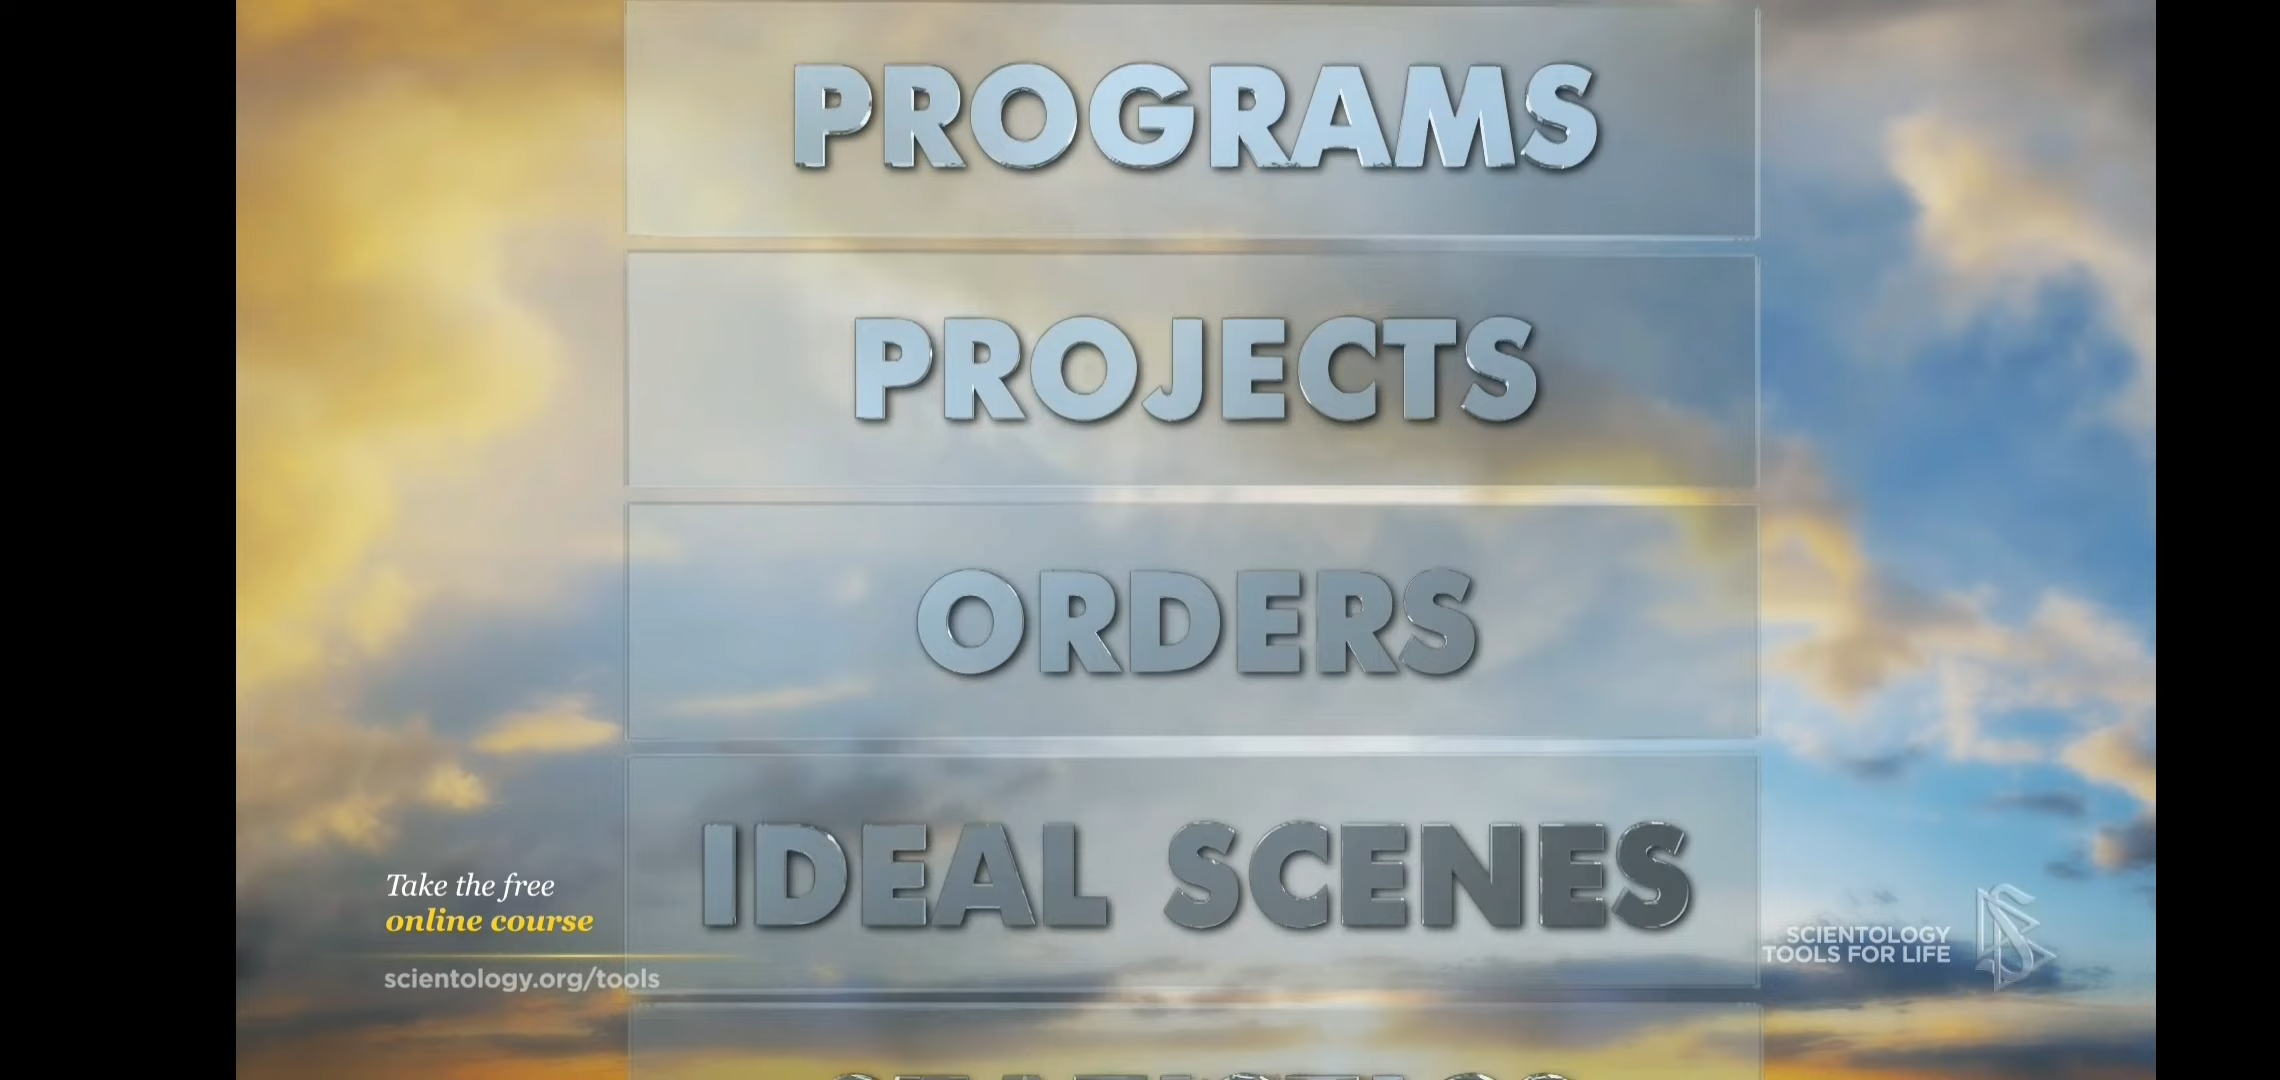 PROGRAMS
PROJECTS
ORDERS
IDEAL SCENES
Take the free
online course
scientology.org/tools
SCIENTOLOGY
TOOLS FOR LIFE